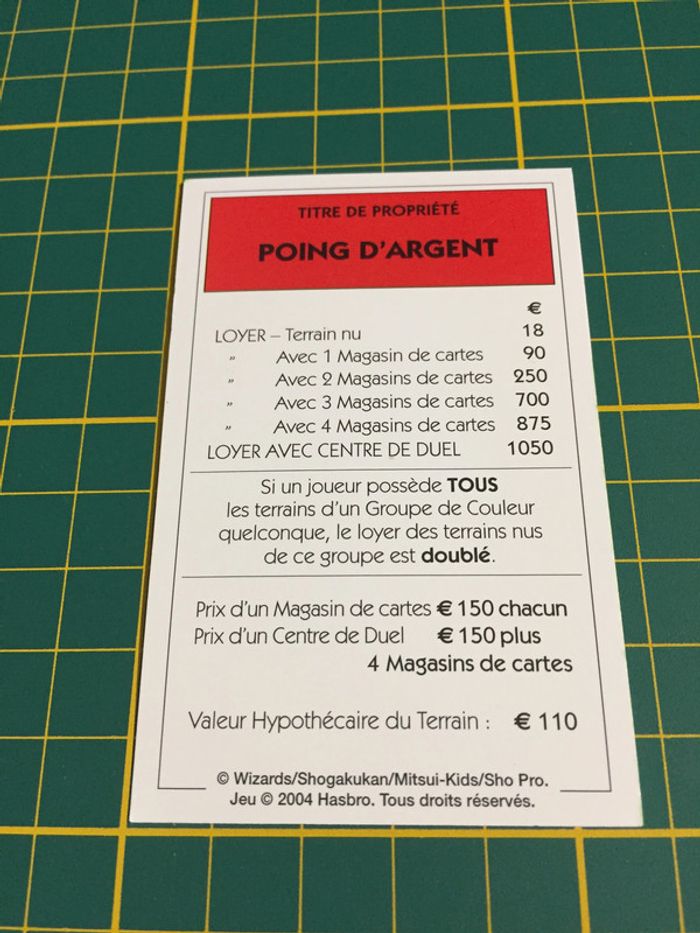 TITRE DE PROPRIÉTÉ
POING D'ARGENT
€
LOYER – Terrain nu 18
„ Avec 1 Magasin de cartes 90
„ Avec 2 Magasins de cartes 250
„ Avec 3 Magasins de cartes 700
„ Avec 4 Magasins de cartes 875
LOYER AVEC CENTRE DE DUEL 1050
Si un joueur possède TOUS
les terrains d'un Groupe de Couleur
quelconque, le loyer des terrains nus
de ce groupe est doublé.
Prix d'un Magasin de cartes € 150 chacun
Prix d'un Centre de Duel € 150 plus
4 Magasins de cartes
Valeur Hypothécaire du Terrain : € 110
© Wizards/Shogakukan/Mitsui-Kids/Sho Pro.
Jeu © 2004 Hasbro. Tous droits réservés.